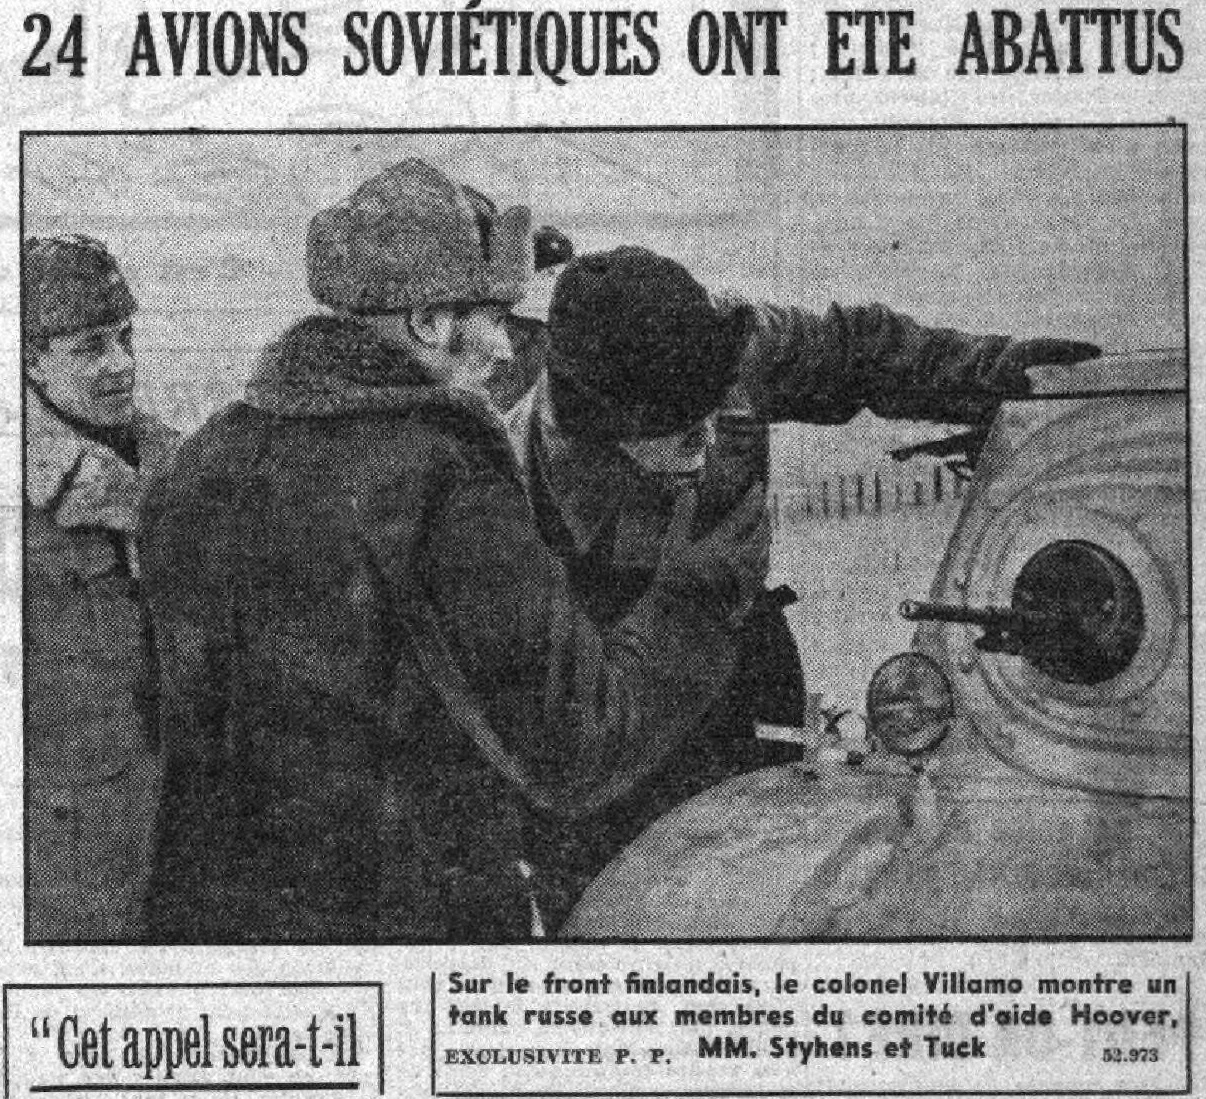 24 AVIONS SOVIÉTIQUES ONT ETE ABATTUS
"Cet appel sera-t-il
Sur le front finlandais, le colonel Villamo montre un
tank russe aux membres du comité d'aide Hoover,
EXCLUSIVITE P. P. MM. Styhens et Tuck 52.973